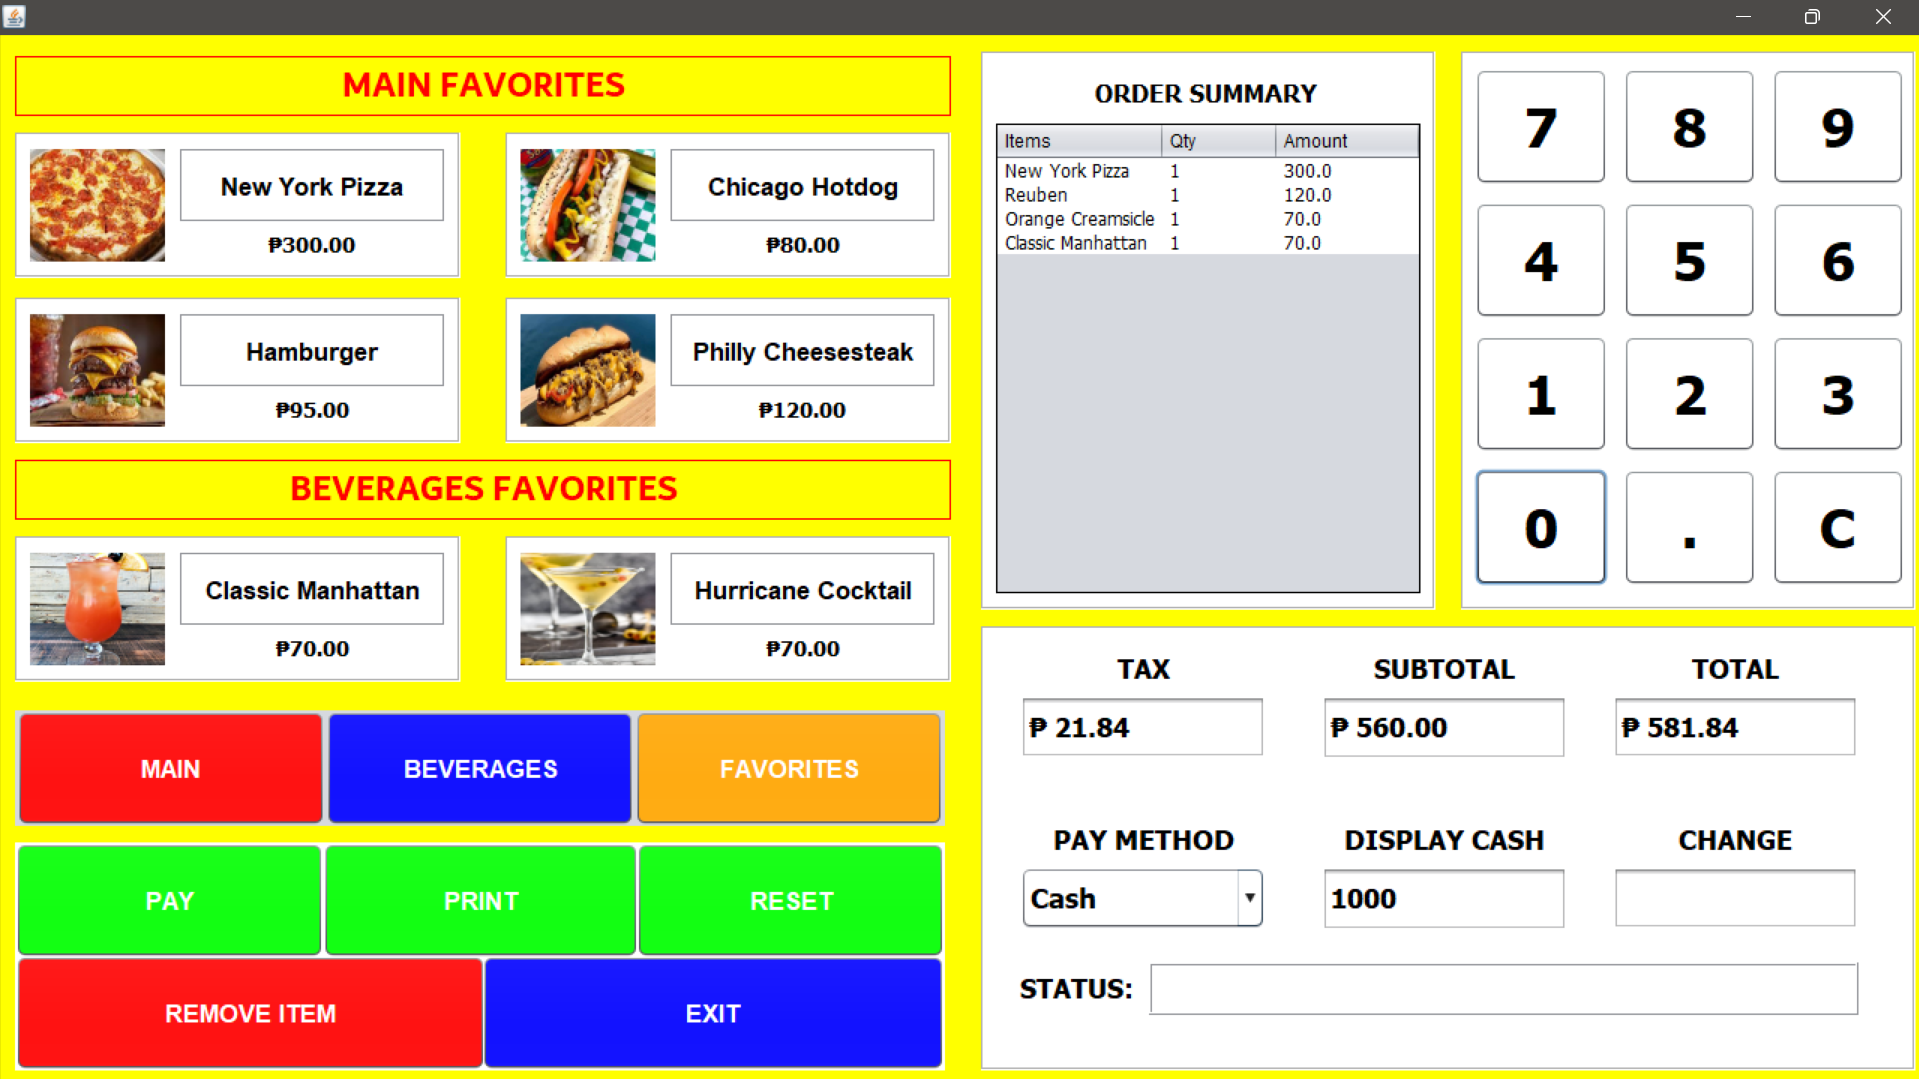 MAIN FAVORITES
New York Pizza
₱300.00
Chicago Hotdog
₱80.00
Hamburger
₱95.00
Philly Cheesesteak
₱120.00
BEVERAGES FAVORITES
Classic Manhattan
₱70.00
Hurricane Cocktail
₱70.00
MAIN
BEVERAGES
FAVORITES
PAY
PRINT
RESET
REMOVE ITEM
EXIT
ORDER SUMMARY
Items Qty Amount
New York Pizza 1 300.0
Reuben 1 120.0
Orange Creamsicle 1 70.0
Classic Manhattan 1 70.0
7 8 9
4 5 6
1 2 3
0 . C
TAX SUBTOTAL TOTAL
₱ 21.84 ₱ 560.00 ₱ 581.84
PAY METHOD DISPLAY CASH CHANGE
Cash 1000
STATUS: